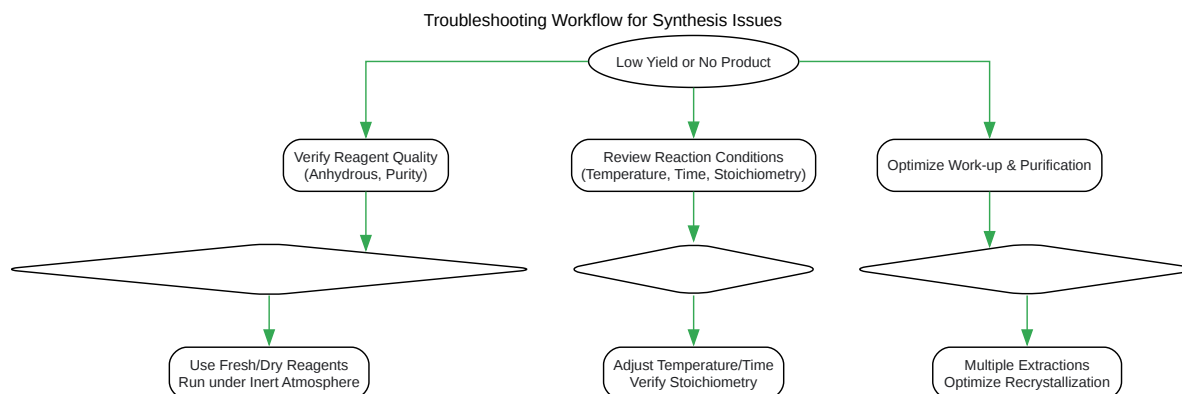 Troubleshooting Workflow for Synthesis Issues
Low Yield or No Product
Verify Reagent Quality
(Anhydrous, Purity)
Review Reaction Conditions
(Temperature, Time, Stoichiometry)
Optimize Work-up & Purification
Use Fresh/Dry Reagents
Run under Inert Atmosphere
Adjust Temperature/Time
Verify Stoichiometry
Multiple Extractions
Optimize Recrystallization